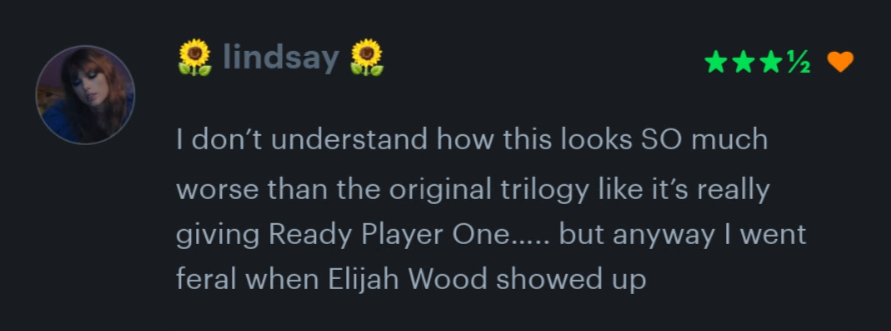 🌻 lindsay 🌻 ★★★½
I don’t understand how this looks SO much
worse than the original trilogy like it’s really
giving Ready Player One..... but anyway I went
feral when Elijah Wood showed up